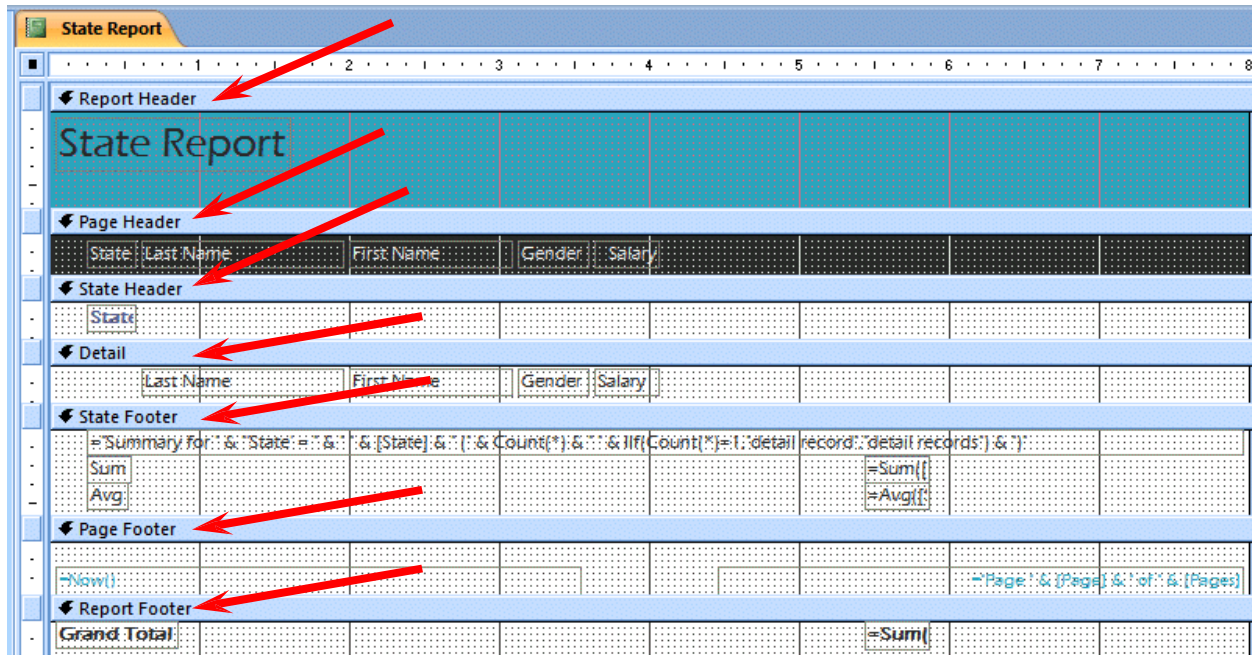 State Report
1 2 3 4 5 6 7 8
Report Header
State Report
Page Header
State Last Name First Name Gender Salary
State Header
State
Detail
Last Name First Name Gender Salary
State Footer
="Summary for " & "'State' = " & " " & [State] & " (" & Count(*) & " " & IIf(Count(*)=1,"detail record","detail records") & ")"
Sum =Sum([
Avg =Avg([
Page Footer
=Now() ="Page " & [Page] & " of " & [Pages]
Report Footer
Grand Total =Sum(